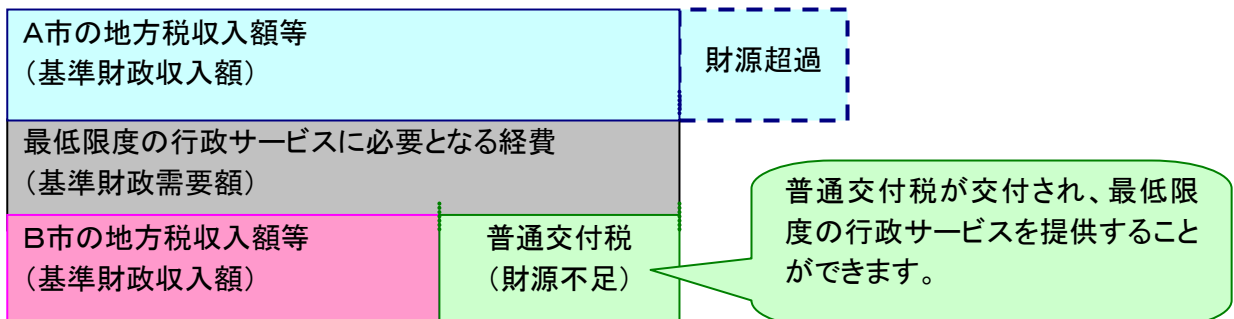 A市の地方税収入額等
(基準財政収入額)
財源超過
最低限度の行政サービスに必要となる経費
(基準財政需要額)
B市の地方税収入額等
(基準財政収入額)
普通交付税
(財源不足)
普通交付税が交付され、最低限
度の行政サービスを提供すること
ができます。